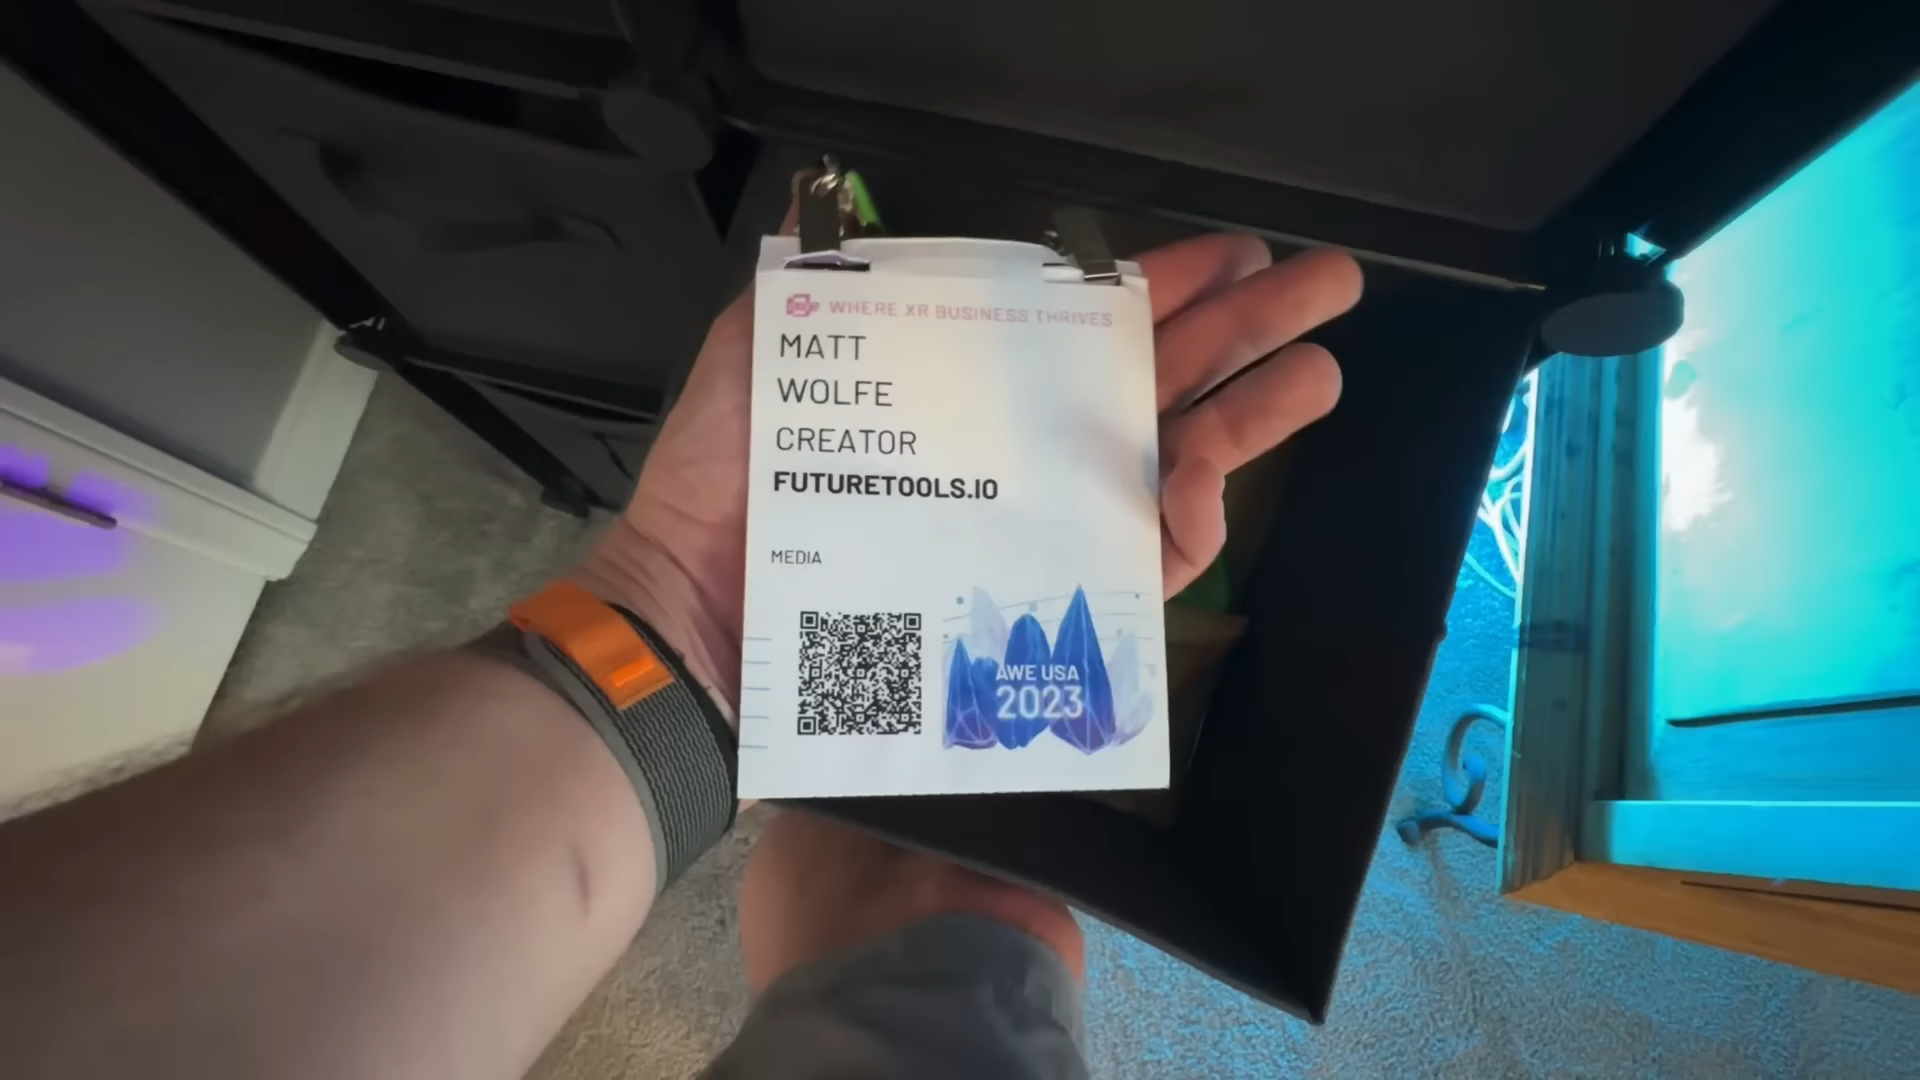 WHERE XR BUSINESS THRIVES
MATT
WOLFE
CREATOR
FUTURETOOLS.IO
MEDIA
AWE USA
2023